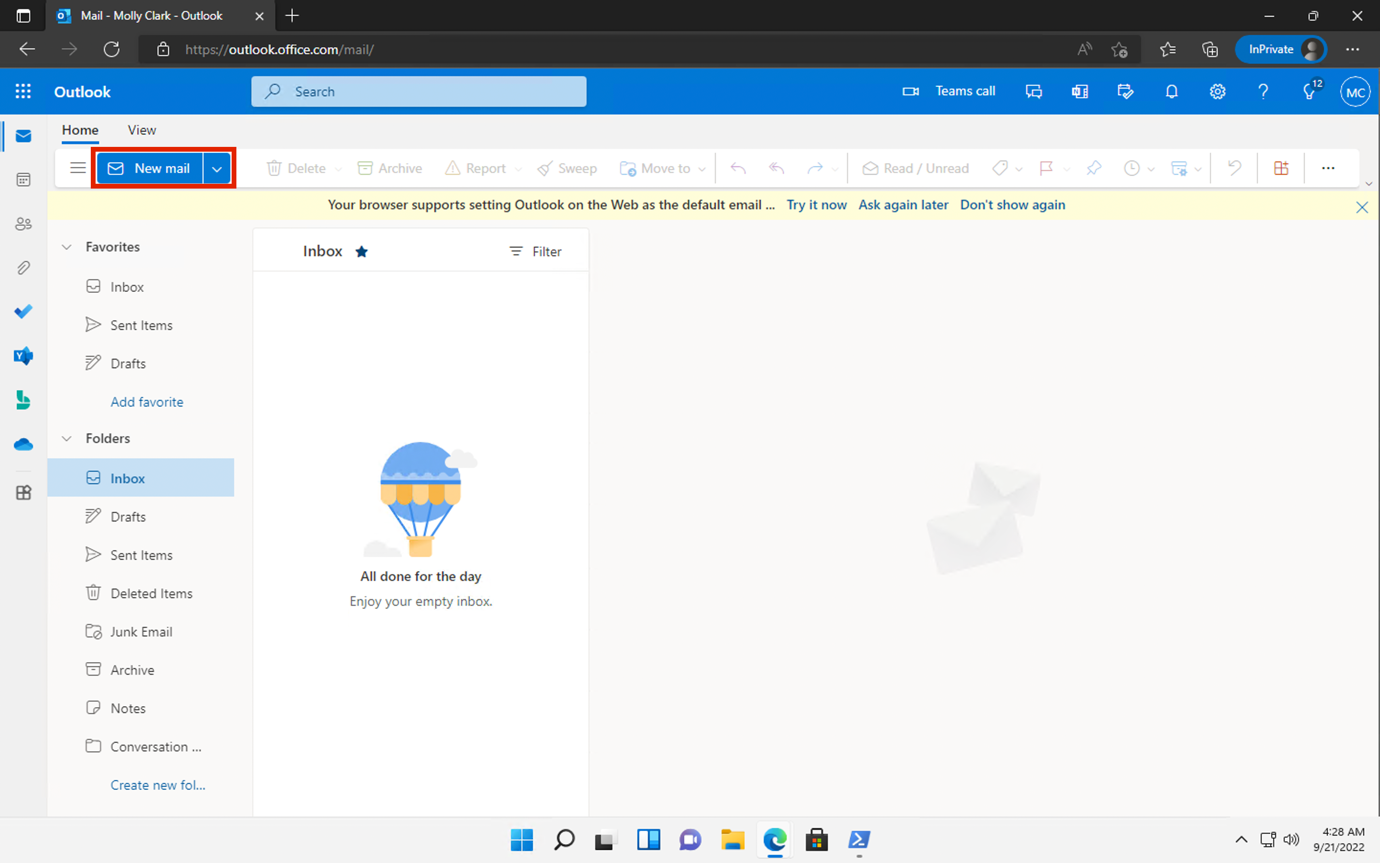 Mail - Molly Clark - Outlook
https://outlook.office.com/mail/
InPrivate
Outlook
Search
Teams call
12
MC
Home View
New mail Delete Archive Report Sweep Move to Read / Unread
Your browser supports setting Outlook on the Web as the default email ... Try it now Ask again later Don't show again
Favorites
Inbox
Sent Items
Drafts
Add favorite
Folders
Inbox
Drafts
Sent Items
Deleted Items
Junk Email
Archive
Notes
Conversation ...
Create new fol...
Inbox Filter
All done for the day
Enjoy your empty inbox.
4:28 AM
9/21/2022